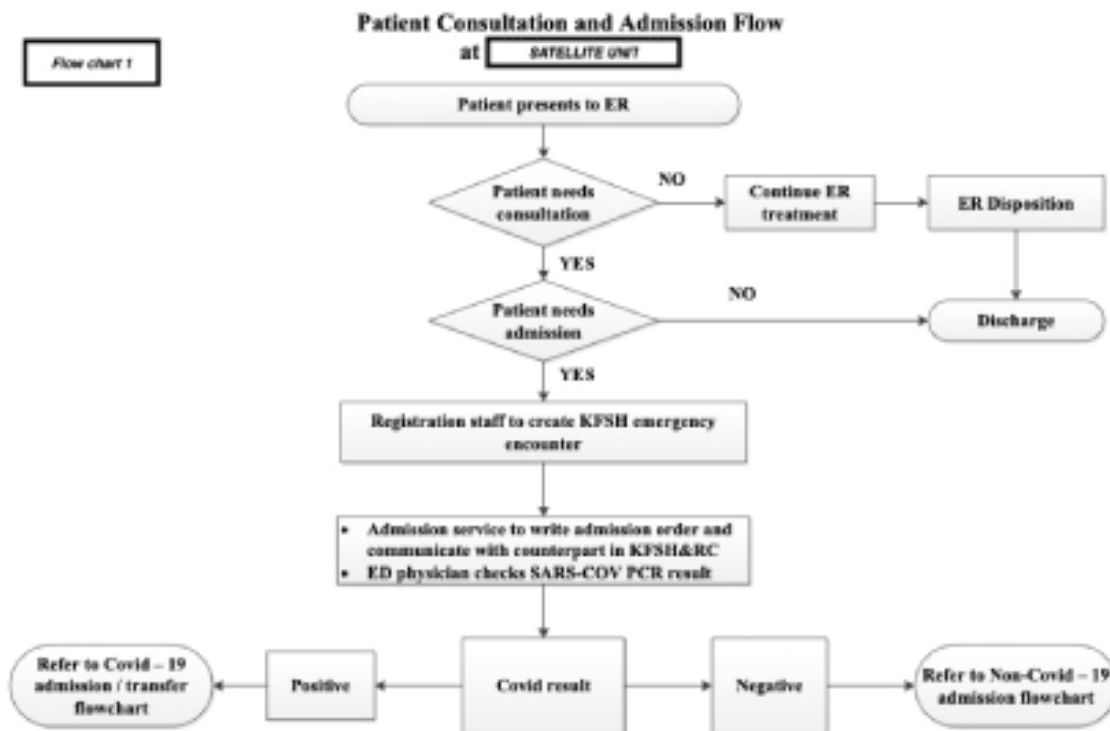 Patient Consultation and Admission Flow
at SATELLITE UNIT
Flow chart 1
Patient presents to ER
Patient needs
consultation
NO
Continue ER
treatment
ER Disposition
YES
Patient needs
admission
NO
Discharge
YES
Registration staff to create KFSH emergency
encounter
• Admission service to write admission order and
communicate with counterpart in KFSH&RC
• ED physician checks SARS-COV PCR result
Refer to Covid – 19
admission / transfer
flowchart
Positive
Covid result
Negative
Refer to Non-Covid – 19
admission flowchart